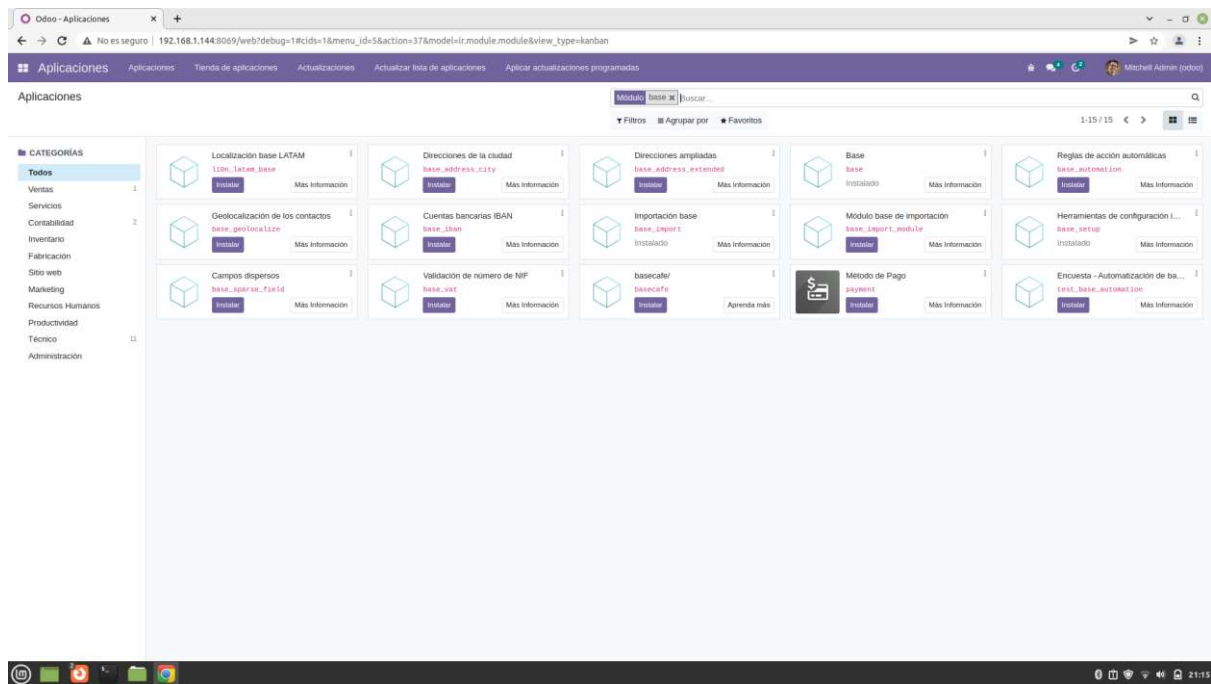 Odoo - Aplicaciones
No es seguro 192.168.1.144:8069/web?debug=1#cids=1&menu_id=5&action=37&model=ir.module.module&view_type=kanban
Aplicaciones Aplicaciones Tienda de aplicaciones Actualizaciones Actualizar lista de aplicaciones Aplicar actualizaciones programadas Mitchell Admin (odoo)
Aplicaciones Módulo base Buscar...
Filtros Agrupar por Favoritos 1-15 / 15
CATEGORÍAS
Todos
Ventas 1
Servicios
Contabilidad 2
Inventario
Fabricación
Sitio web
Marketing
Recursos Humanos
Productividad
Técnico 11
Administración
Localización base LATAM
l10n_latam_base
Instalar Más Información
Direcciones de la ciudad
base_address_city
Instalar Más Información
Direcciones ampliadas
base_address_extended
Instalar Más Información
Base
base
Instalado Más Información
Reglas de acción automáticas
base_automation
Instalar Más Información
Geolocalización de los contactos
base_geolocalize
Instalar Más Información
Cuentas bancarias IBAN
base_iban
Instalar Más Información
Importación base
base_import
Instalado Más Información
Módulo base de importación
base_import_module
Instalar Más Información
Herramientas de configuración i...
base_setup
Instalado Más Información
Campos dispersos
base_sparse_field
Instalar Más Información
Validación de número de NIF
base_vat
Instalar Más Información
basecafe/
basecafe
Instalar Aprenda más
Método de Pago
payment
Instalar Más Información
Encuesta - Automatización de ba...
test_base_automation
Instalar Más Información
21:15